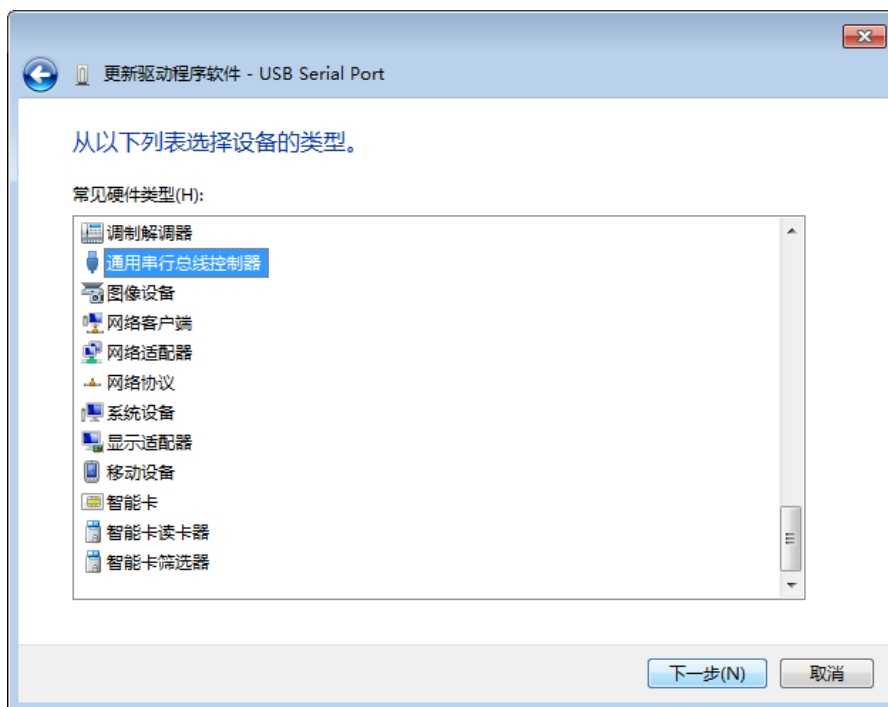 更新驱动程序软件 - USB Serial Port
从以下列表选择设备的类型。
常见硬件类型(H):
调制解调器
通用串行总线控制器
图像设备
网络客户端
网络适配器
网络协议
系统设备
显示适配器
移动设备
智能卡
智能卡读卡器
智能卡筛选器
下一步(N)
取消